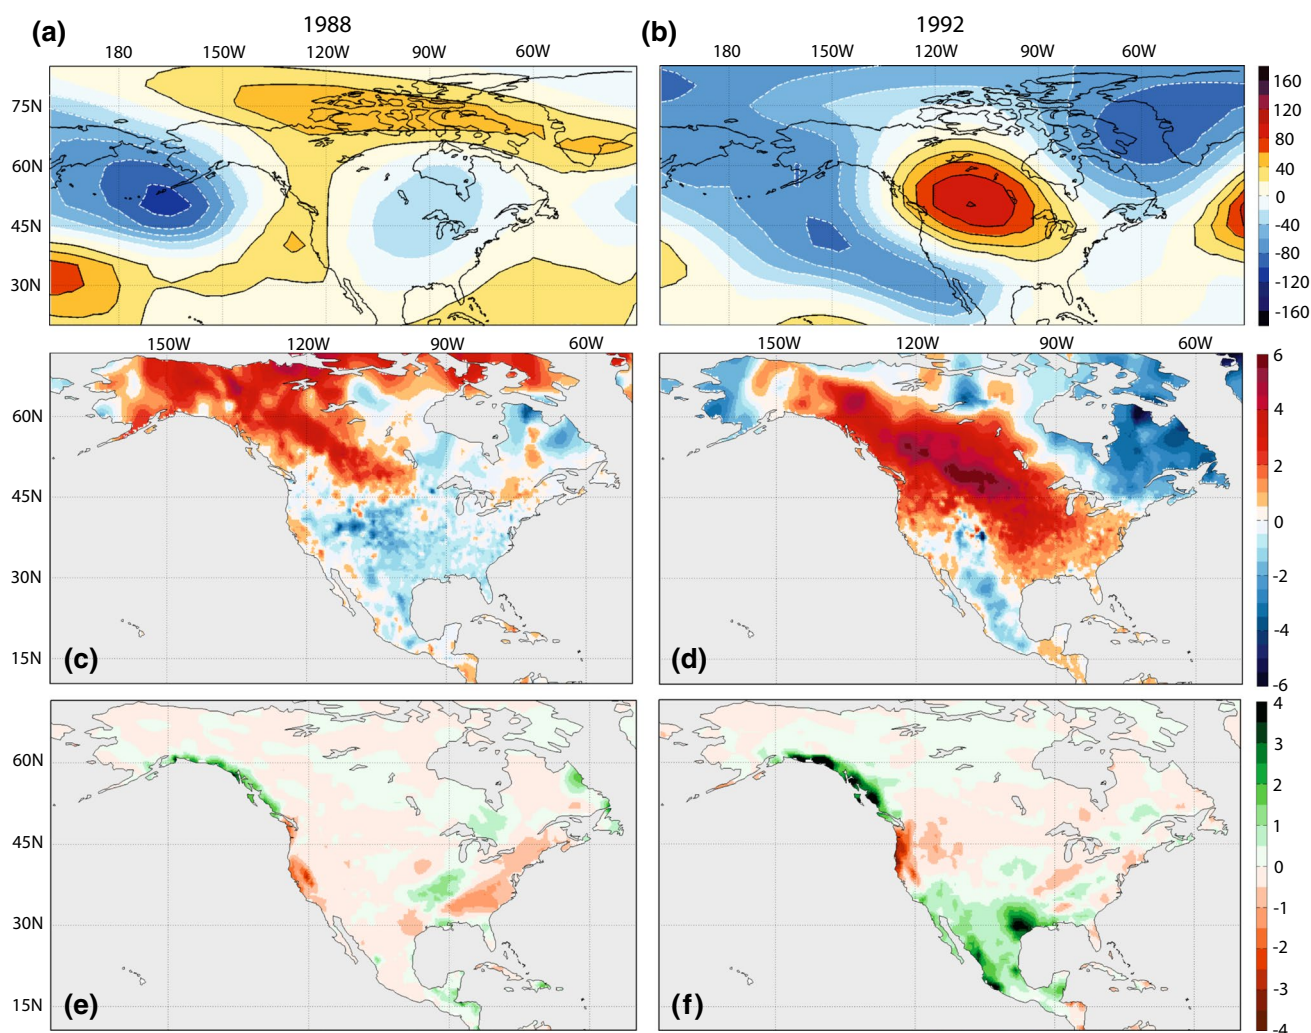 (a) 1988 (b) 1992
180 150W 120W 90W 60W 180 150W 120W 90W 60W
75N 60N 45N 30N
160 120 80 40 0 -40 -80 -120 -160
150W 120W 90W 60W 150W 120W 90W 60W
60N 45N 30N 15N
6 4 2 0 -2 -4 -6
(c) (d)
60N 45N 30N 15N
4 3 2 1 0 -1 -2 -3 -4
(e) (f)